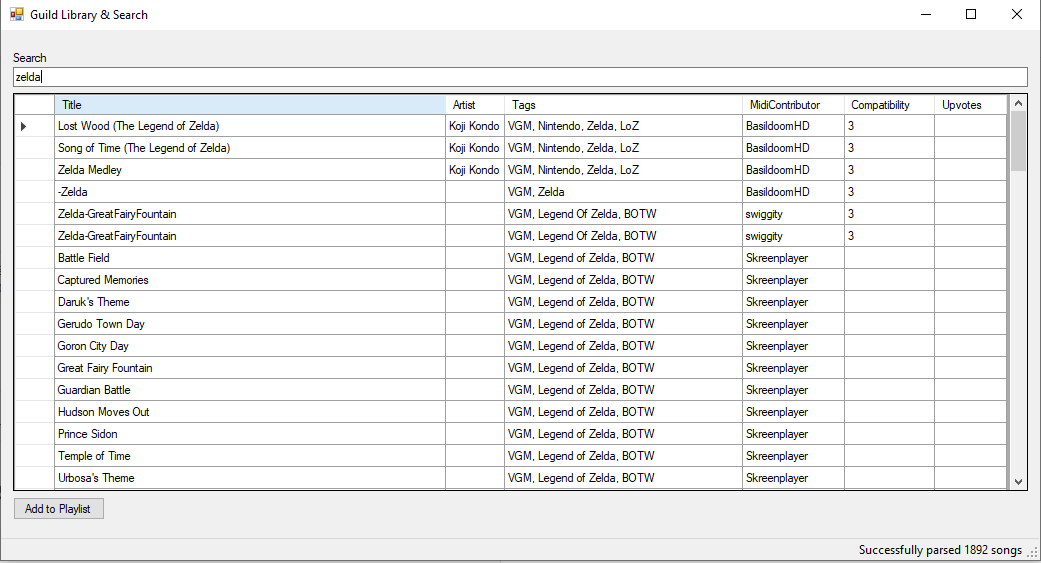 Guild Library & Search
Search
zelda
Title Artist Tags MidiContributor Compatibility Upvotes
Lost Wood (The Legend of Zelda) Koji Kondo VGM, Nintendo, Zelda, LoZ BasildoomHD 3
Song of Time (The Legend of Zelda) Koji Kondo VGM, Nintendo, Zelda, LoZ BasildoomHD 3
Zelda Medley Koji Kondo VGM, Nintendo, Zelda, LoZ BasildoomHD 3
-Zelda VGM, Zelda BasildoomHD 3
Zelda-GreatFairyFountain VGM, Legend Of Zelda, BOTW swiggity 3
Zelda-GreatFairyFountain VGM, Legend Of Zelda, BOTW swiggity 3
Battle Field VGM, Legend of Zelda, BOTW Skreenplayer
Captured Memories VGM, Legend of Zelda, BOTW Skreenplayer
Daruk's Theme VGM, Legend of Zelda, BOTW Skreenplayer
Gerudo Town Day VGM, Legend of Zelda, BOTW Skreenplayer
Goron City Day VGM, Legend of Zelda, BOTW Skreenplayer
Great Fairy Fountain VGM, Legend of Zelda, BOTW Skreenplayer
Guardian Battle VGM, Legend of Zelda, BOTW Skreenplayer
Hudson Moves Out VGM, Legend of Zelda, BOTW Skreenplayer
Prince Sidon VGM, Legend of Zelda, BOTW Skreenplayer
Temple of Time VGM, Legend of Zelda, BOTW Skreenplayer
Urbosa's Theme VGM, Legend of Zelda, BOTW Skreenplayer
Add to Playlist
Successfully parsed 1892 songs